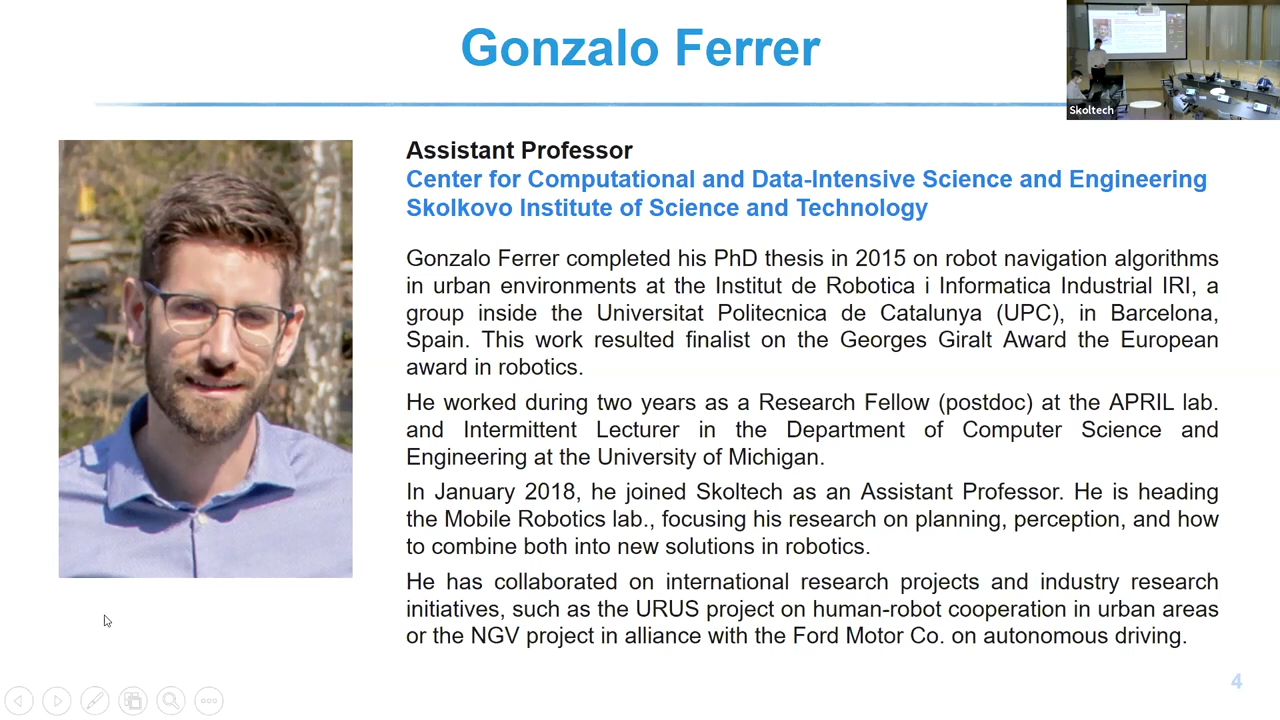 Gonzalo Ferrer
Skoltech
Assistant Professor
Center for Computational and Data-Intensive Science and Engineering
Skolkovo Institute of Science and Technology
Gonzalo Ferrer completed his PhD thesis in 2015 on robot navigation algorithms
in urban environments at the Institut de Robotica i Informatica Industrial IRI, a
group inside the Universitat Politecnica de Catalunya (UPC), in Barcelona,
Spain. This work resulted finalist on the Georges Giralt Award the European
award in robotics.
He worked during two years as a Research Fellow (postdoc) at the APRIL lab.
and Intermittent Lecturer in the Department of Computer Science and
Engineering at the University of Michigan.
In January 2018, he joined Skoltech as an Assistant Professor. He is heading
the Mobile Robotics lab., focusing his research on planning, perception, and how
to combine both into new solutions in robotics.
He has collaborated on international research projects and industry research
initiatives, such as the URUS project on human-robot cooperation in urban areas
or the NGV project in alliance with the Ford Motor Co. on autonomous driving.
4